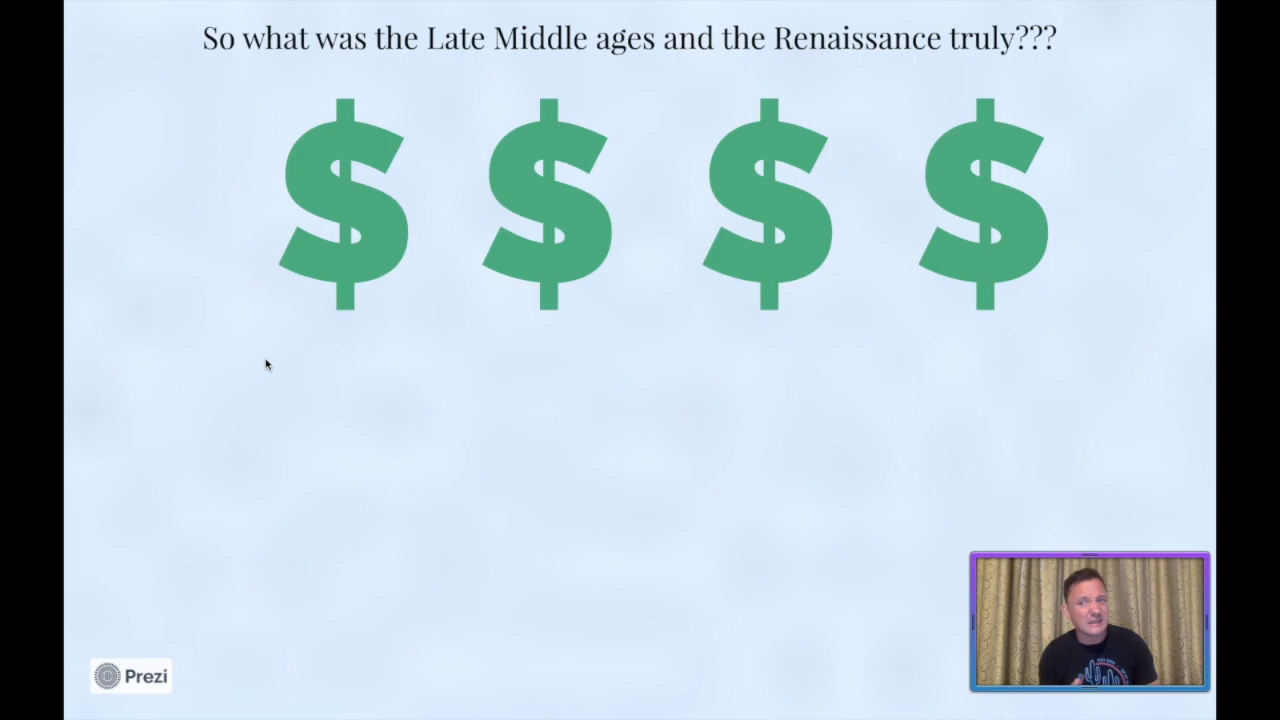 So what was the Late Middle ages and the Renaissance truly???
$ $ $ $
Prezi